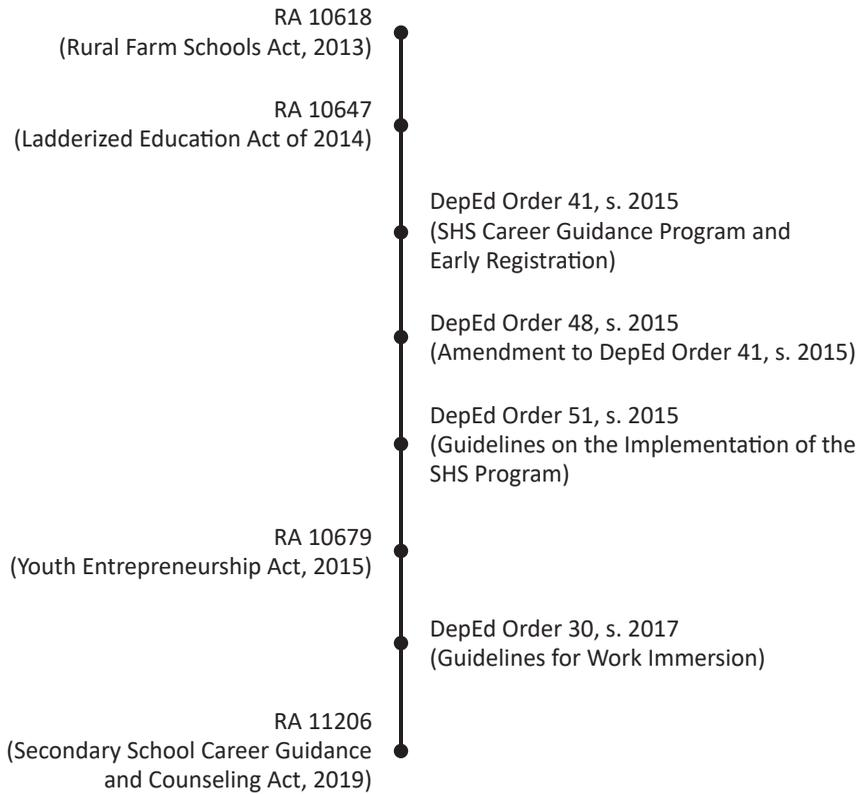 RA 10618
(Rural Farm Schools Act, 2013)
RA 10647
(Ladderized Education Act of 2014)
DepEd Order 41, s. 2015
(SHS Career Guidance Program and
Early Registration)
DepEd Order 48, s. 2015
(Amendment to DepEd Order 41, s. 2015)
DepEd Order 51, s. 2015
(Guidelines on the Implementation of the
SHS Program)
RA 10679
(Youth Entrepreneurship Act, 2015)
DepEd Order 30, s. 2017
(Guidelines for Work Immersion)
RA 11206
(Secondary School Career Guidance
and Counseling Act, 2019)